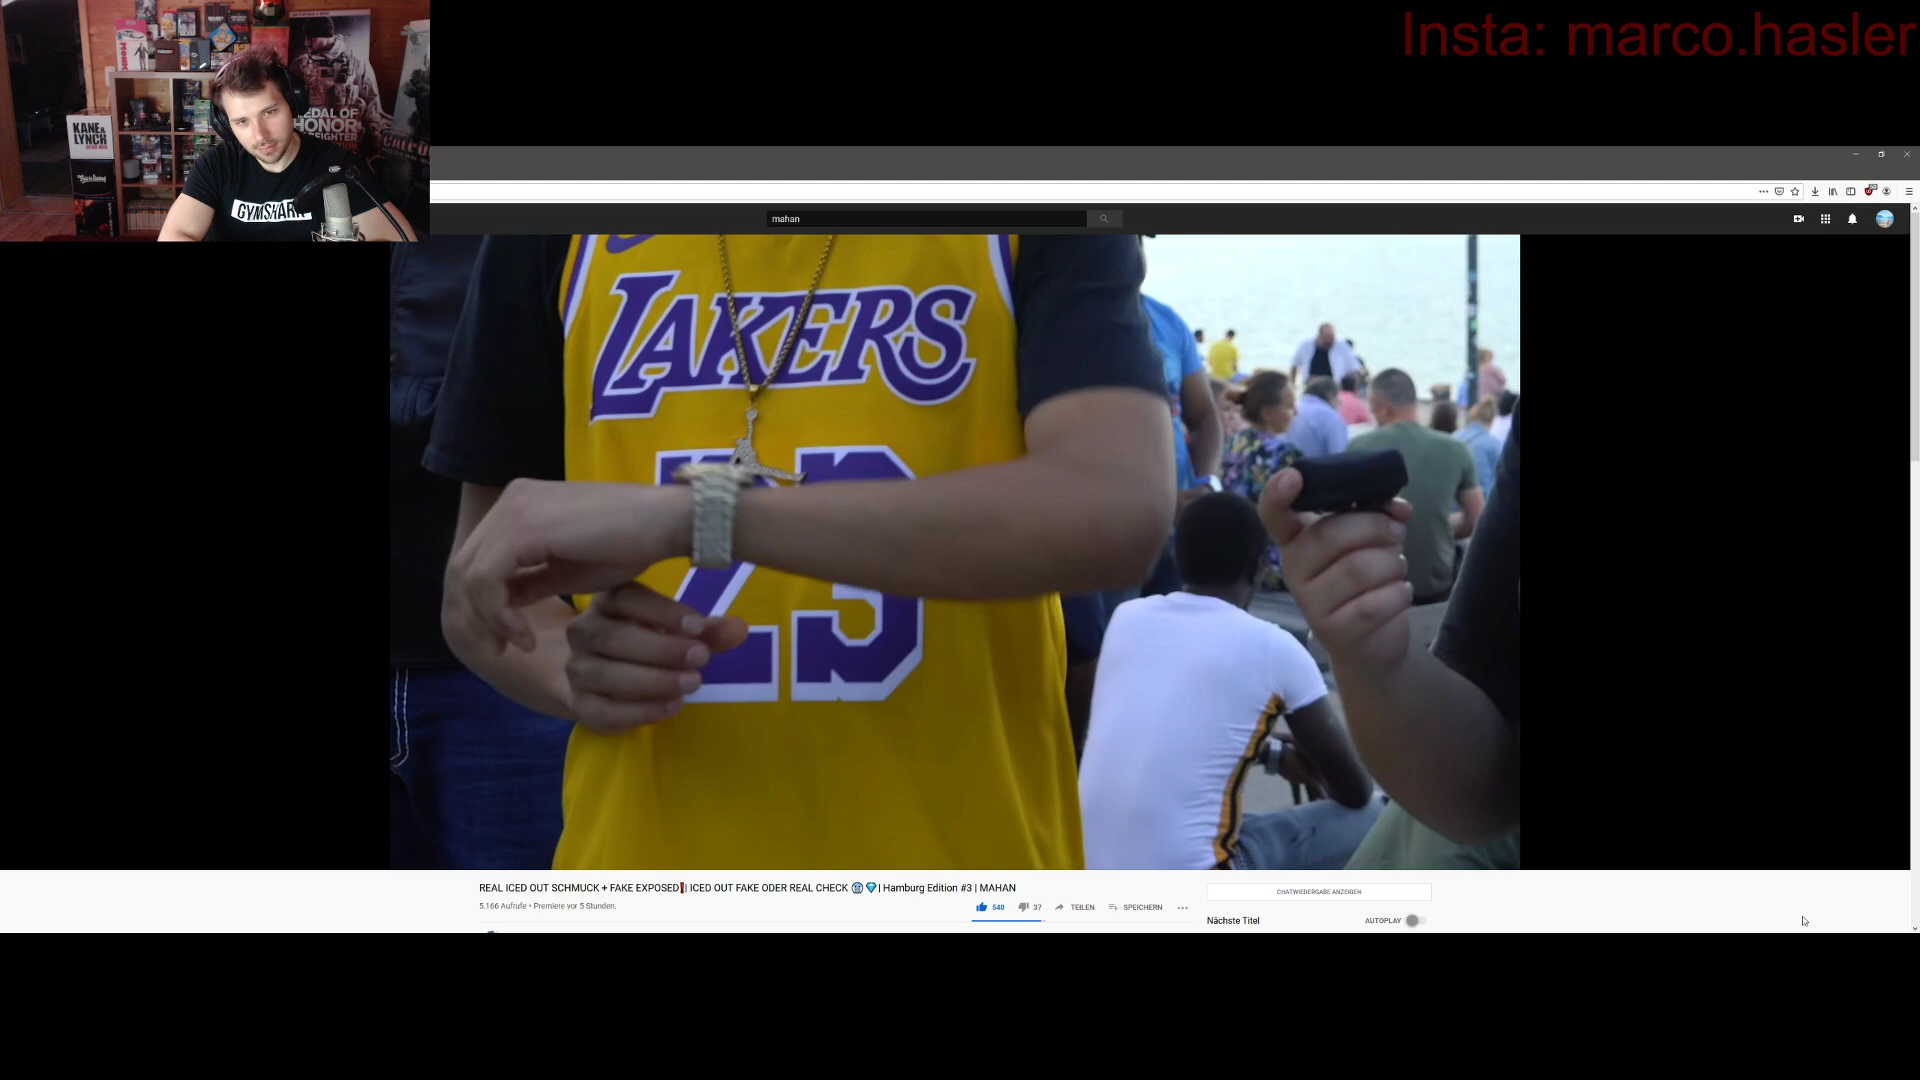 Insta: marco.hasler
KANE & LYNCH
DEAD MEN
MEDAL OF
HONOR
GYMSHARK
mahan
LAKERS
23
REAL ICED OUT SCHMUCK + FAKE EXPOSED❗| ICED OUT FAKE ODER REAL CHECK 🥶💎| Hamburg Edition #3 | MAHAN
5.166 Aufrufe • Premiere vor 5 Stunden.
540
37
TEILEN
SPEICHERN
CHATWIEDERGABE ANZEIGEN
Nächste Titel
AUTOPLAY